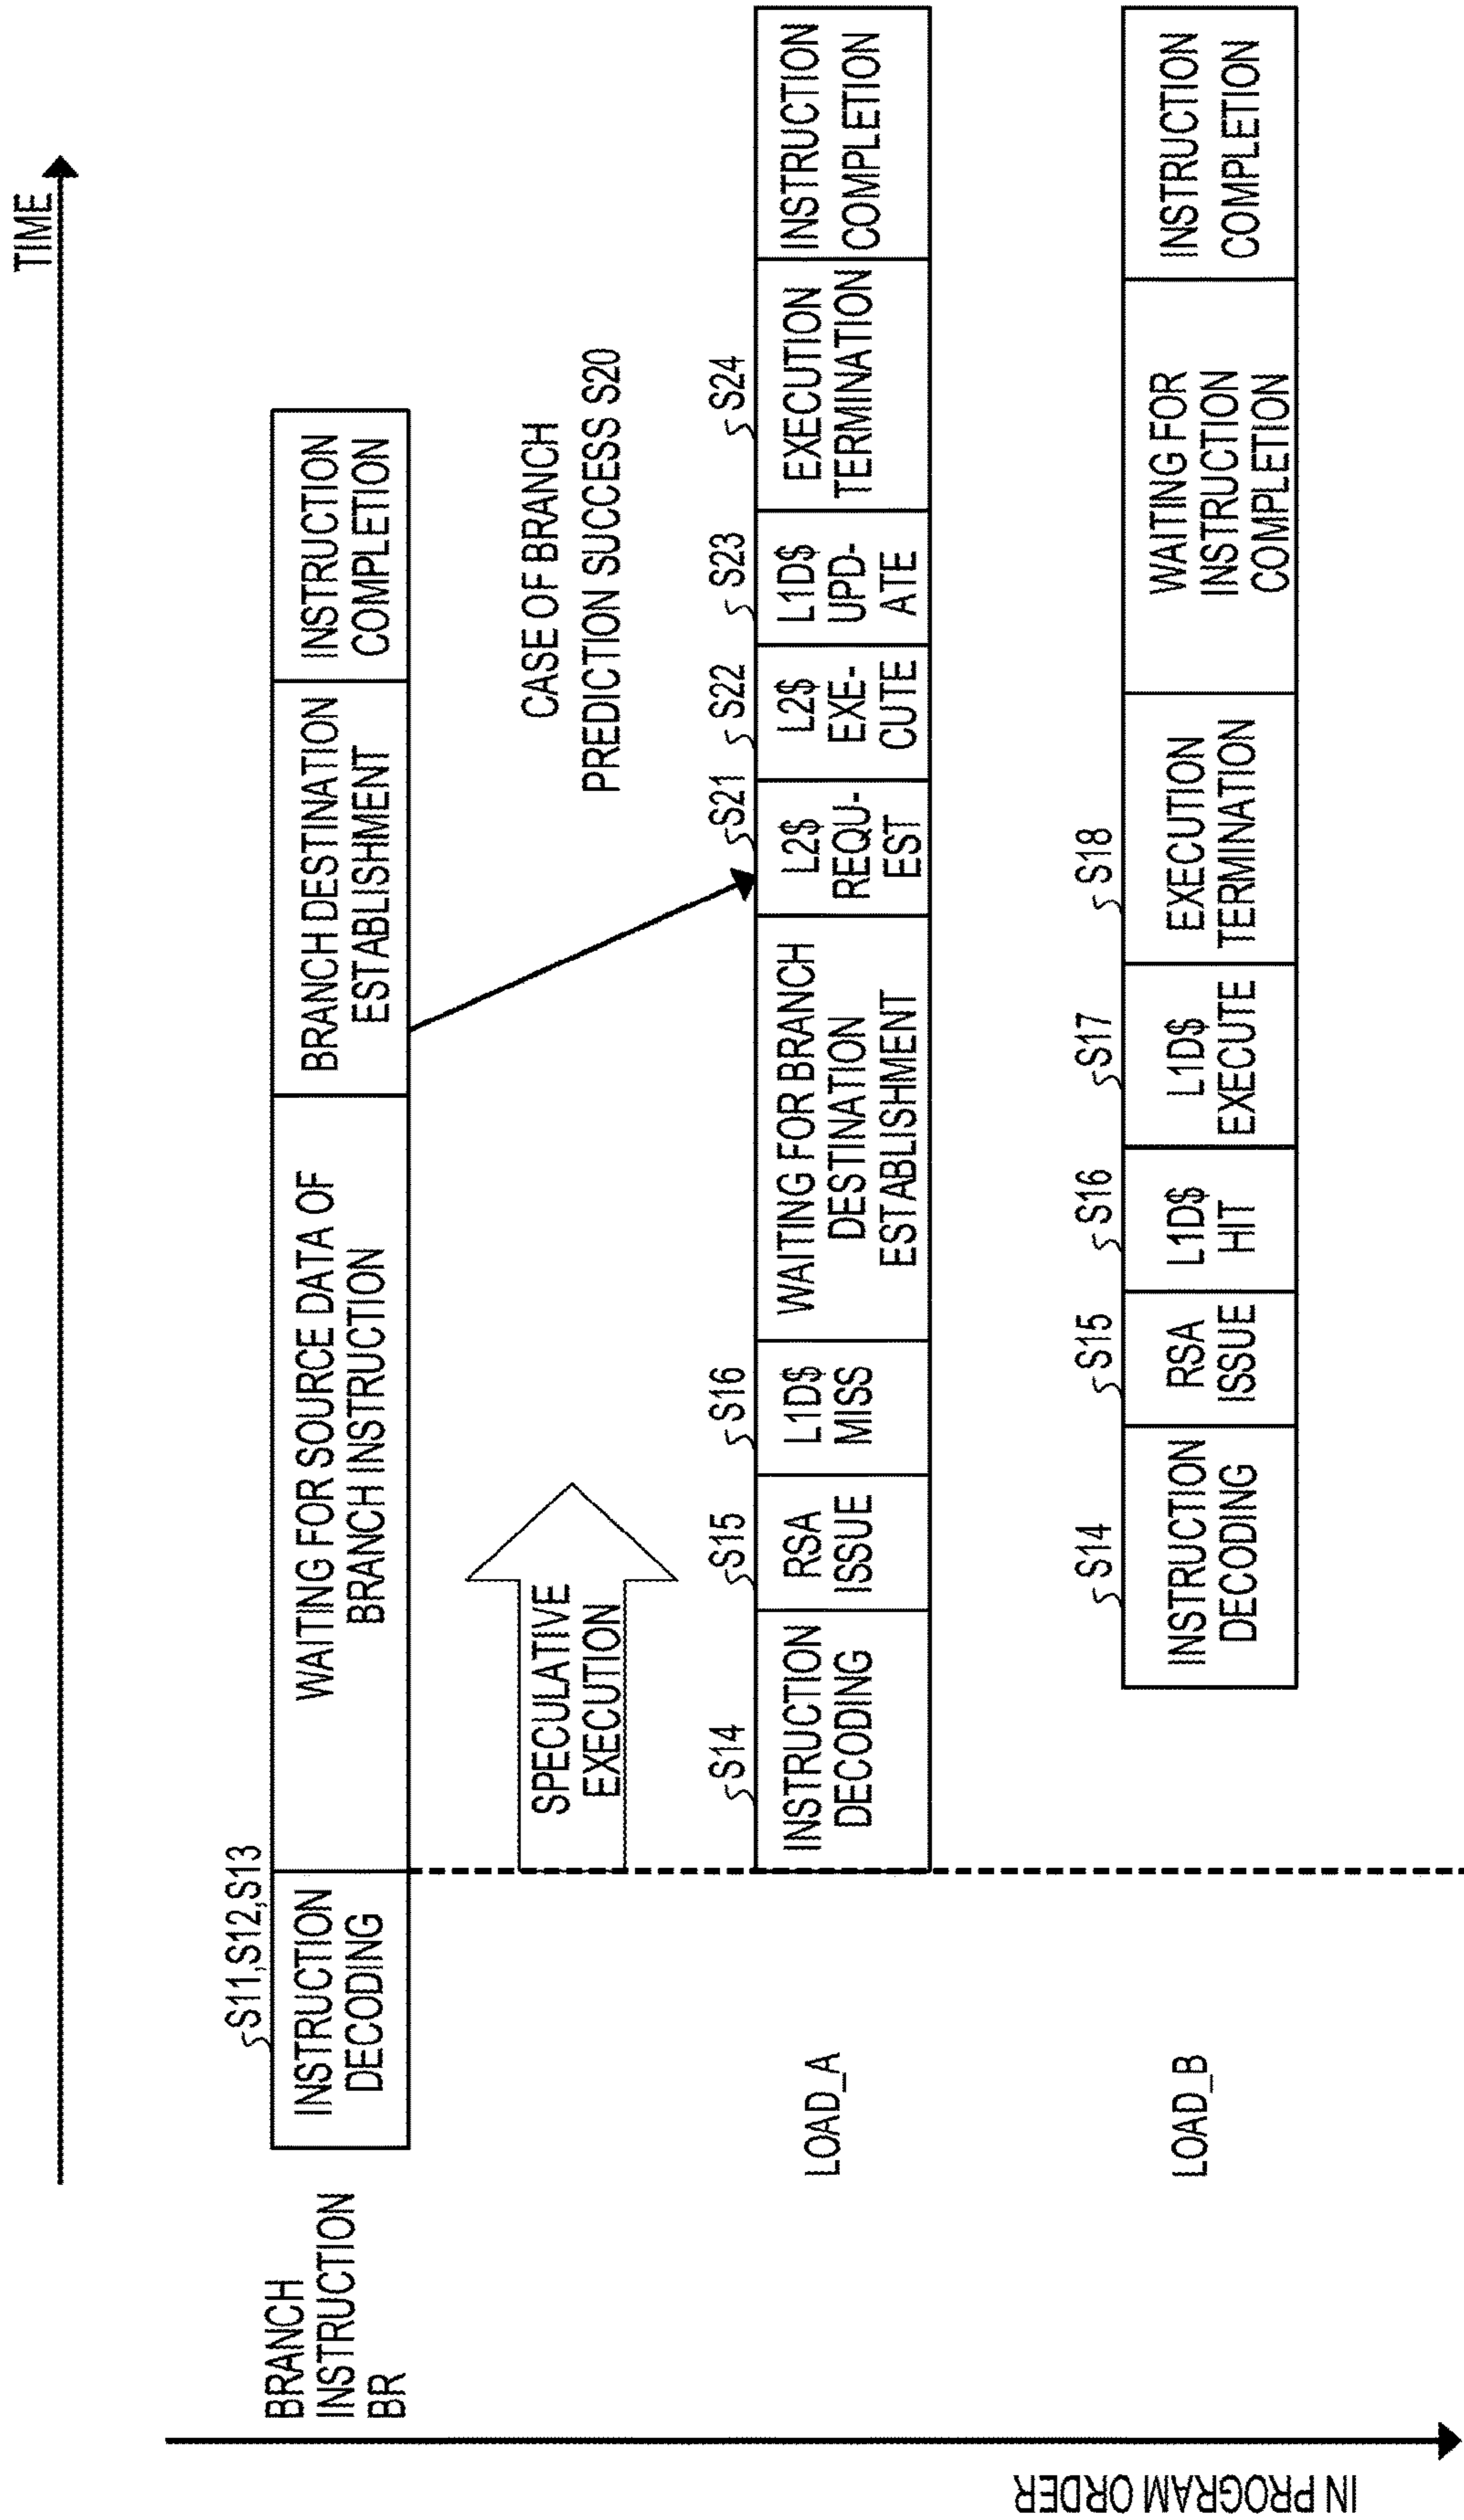 TIME
S11,S12,S13
BRANCH
INSTRUCTION
BR
INSTRUCTION
DECODING
WAITING FOR SOURCE DATA OF
BRANCH INSTRUCTION
BRANCH DESTINATION
ESTABLISHMENT
INSTRUCTION
COMPLETION
SPECULATIVE
EXECUTION
CASE OF BRANCH
PREDICTION SUCCESS S20
LOAD_A
S14
INSTRUCTION
DECODING
S15
RSA
ISSUE
S16
L1D$
MISS
WAITING FOR BRANCH
DESTINATION
ESTABLISHMENT
S21
L2$
REQU-
EST
S22
L2$
EXE-
CUTE
S23
L1D$
UPD-
ATE
S24
EXECUTION
TERMINATION
INSTRUCTION
COMPLETION
LOAD_B
S14
INSTRUCTION
DECODING
S15
RSA
ISSUE
S16
L1D$
HIT
S17
L1D$
EXECUTE
S18
EXECUTION
TERMINATION
WAITING FOR
INSTRUCTION
COMPLETION
INSTRUCTION
COMPLETION
IN PROGRAM ORDER